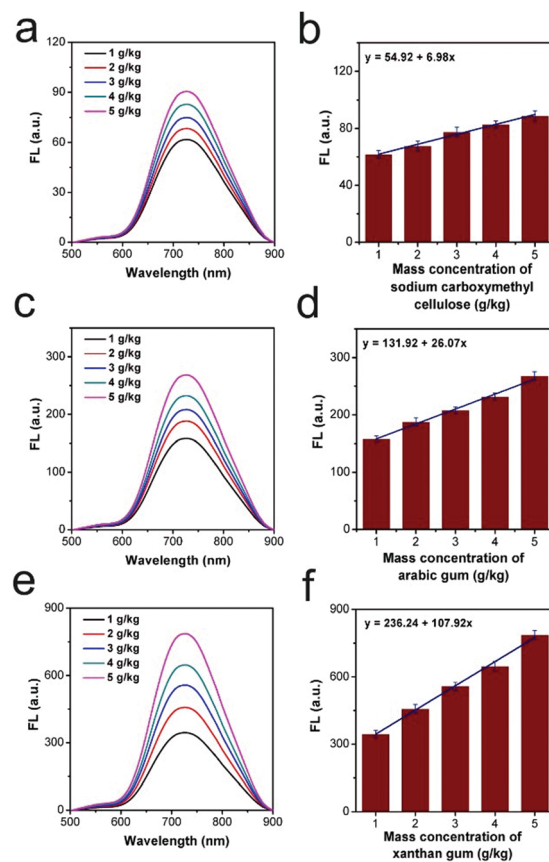 a
1 g/kg
2 g/kg
3 g/kg
4 g/kg
5 g/kg
120
90
60
30
0
FL (a.u.)
500 600 700 800 900
Wavelength (nm)
b
y = 54.92 + 6.98x
120
80
40
0
FL (a.u.)
1 2 3 4 5
Mass concentration of
sodium carboxymethyl
cellulose (g/kg)
c
1 g/kg
2 g/kg
3 g/kg
4 g/kg
5 g/kg
300
150
0
FL (a.u.)
500 600 700 800 900
Wavelength (nm)
d
y = 131.92 + 26.07x
300
200
100
0
FL (a.u.)
1 2 3 4 5
Mass concentration of
arabic gum (g/kg)
e
1 g/kg
2 g/kg
3 g/kg
4 g/kg
5 g/kg
900
600
300
0
FL (a.u.)
500 600 700 800 900
Wavelength (nm)
f
y = 236.24 + 107.92x
900
600
300
0
FL (a.u.)
1 2 3 4 5
Mass concentration of
xanthan gum (g/kg)